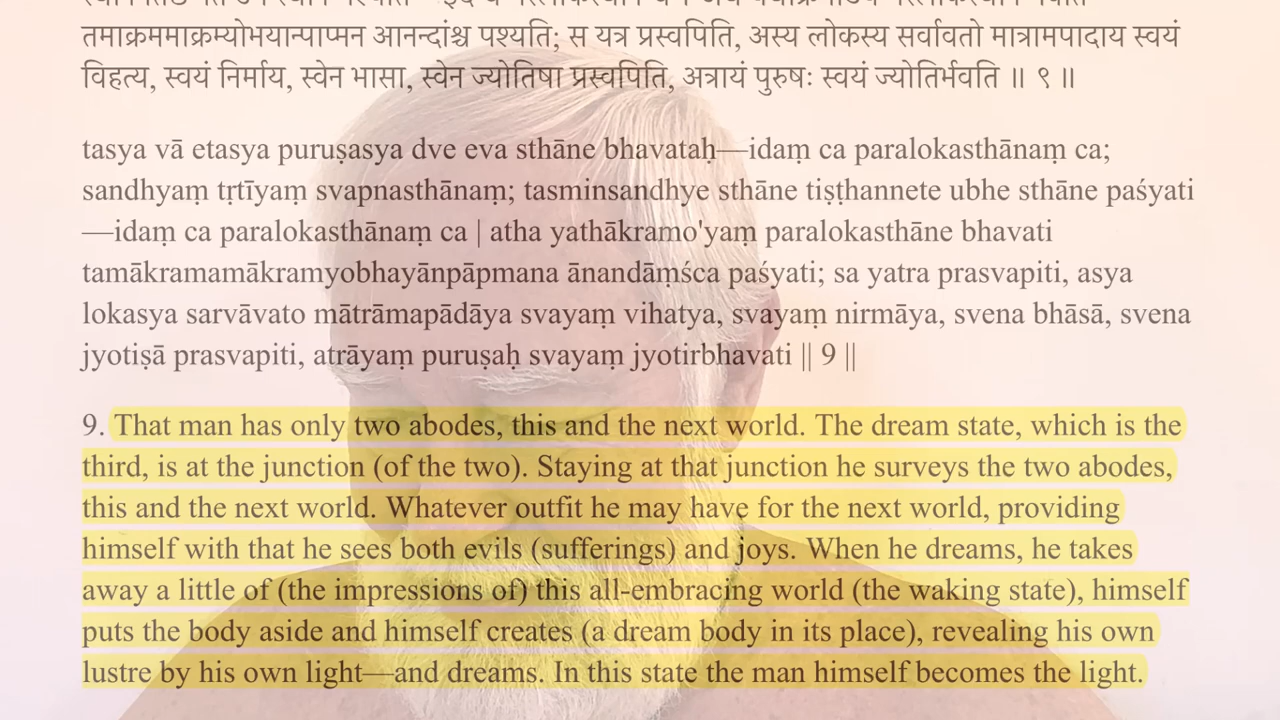 तमाक्रममाक्रम्योभयान्पाप्मन आनन्दांश्च पश्यति; स यत्र प्रस्वपिति, अस्य लोकस्य सर्वावतो मात्रामपादाय स्वयं
विहत्य, स्वयं निर्माय, स्वेन भासा, स्वेन ज्योतिषा प्रस्वपिति, अत्रायं पुरुषः स्वयं ज्योतिर्भवति ॥ ९ ॥
tasya vā etasya puruṣasya dve eva sthāne bhavataḥ—idaṃ ca paralokasthānaṃ ca;
sandhyaṃ tṛtīyaṃ svapnasthānaṃ; tasminsandhye sthāne tiṣṭhannete ubhe sthāne paśyati
—idaṃ ca paralokasthānaṃ ca | atha yathākramo'yaṃ paralokasthāne bhavati
tamākramamākramyobhayānpāpmana ānandāṃśca paśyati; sa yatra prasvapiti, asya
lokasya sarvāvato mātrāmapādāya svayaṃ vihatya, svayaṃ nirmāya, svena bhāsā, svena
jyotiṣā prasvapiti, atrāyaṃ puruṣaḥ svayaṃ jyotirbhavati || 9 ||
9. That man has only two abodes, this and the next world. The dream state, which is the
third, is at the junction (of the two). Staying at that junction he surveys the two abodes,
this and the next world. Whatever outfit he may have for the next world, providing
himself with that he sees both evils (sufferings) and joys. When he dreams, he takes
away a little of (the impressions of) this all-embracing world (the waking state), himself
puts the body aside and himself creates (a dream body in its place), revealing his own
lustre by his own light—and dreams. In this state the man himself becomes the light.